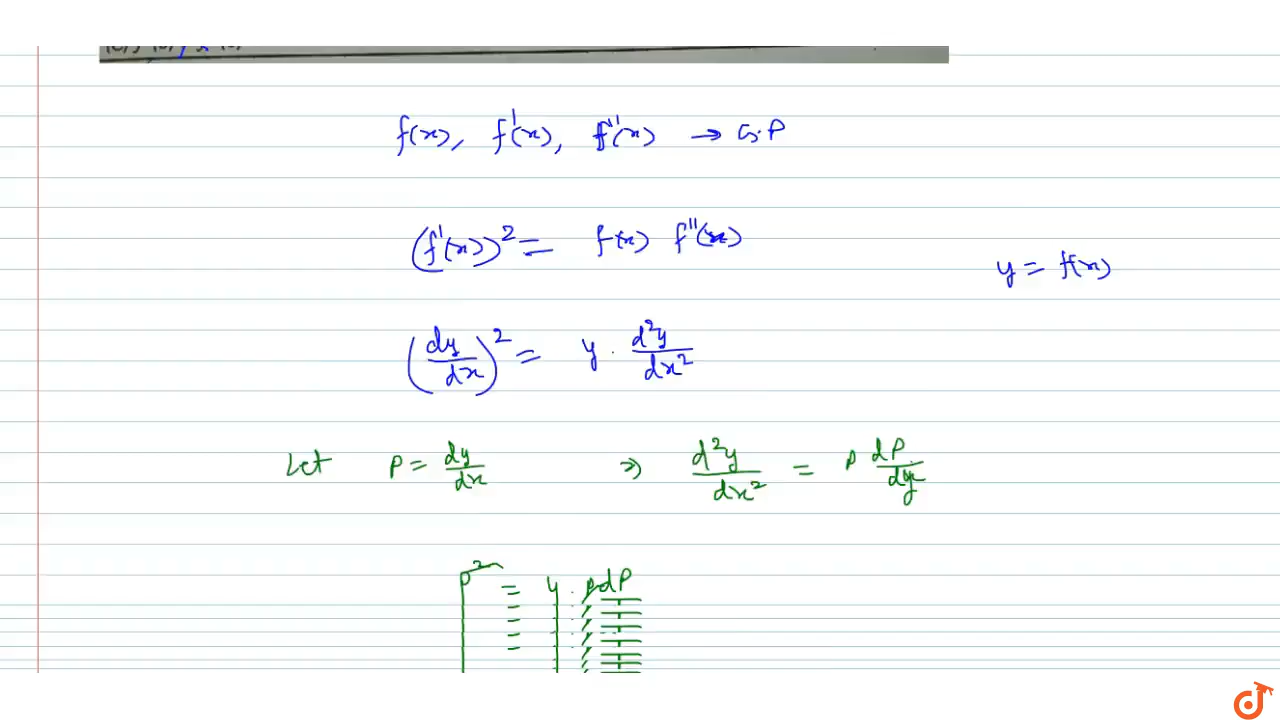 f(x), f'(x), f''(x) → G.P
(f'(x))² = f(x) f''(x)
y = f(x)
(dy/dx)² = y · d²y/dx²
Let P = dy/dx ⇒ d²y/dx² = P dP/dy
P² = y · P dP